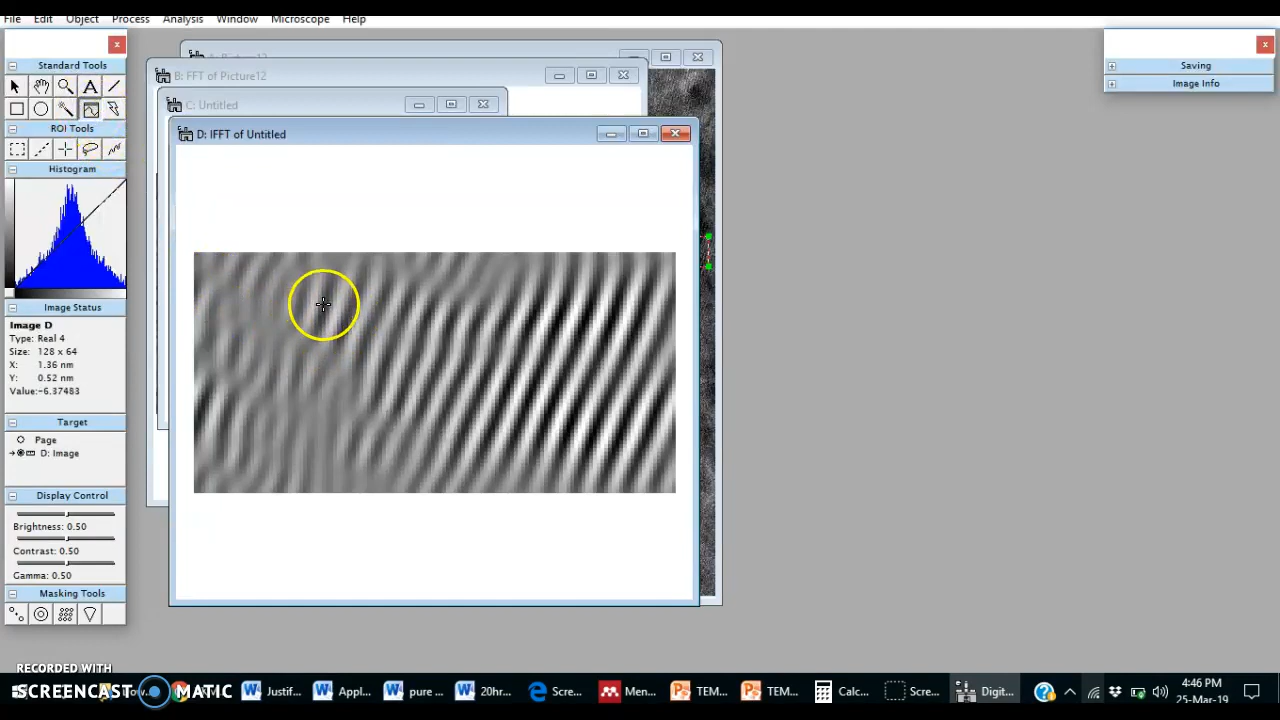 File Edit Object Process Analysis Window Microscope Help
Standard Tools
ROI Tools
Histogram
Image Status
Image D
Type: Real 4
Size: 128 x 64
X: 1.36 nm
Y: 0.52 nm
Value:-6.37483
Target
Page
D: Image
Display Control
Brightness: 0.50
Contrast: 0.50
Gamma: 0.50
Masking Tools
B: FFT of Picture12
C: Untitled
D: IFFT of Untitled
Saving
Image Info
RECORDED WITH
SCREENCAST MATIC
Justif...
Appl...
pure ...
20hr...
Scre...
Men...
TEM...
TEM...
Calc...
Scre...
Digit...
4:46 PM
25-Mar-19